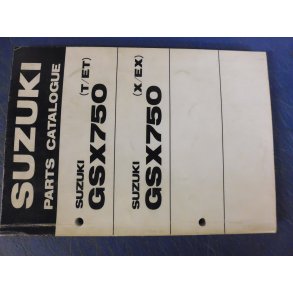 SUZUKI
PARTS CATALOGUE
SUZUKI
GSX750 (T/ET)
SUZUKI
GSX750 (X/EX)